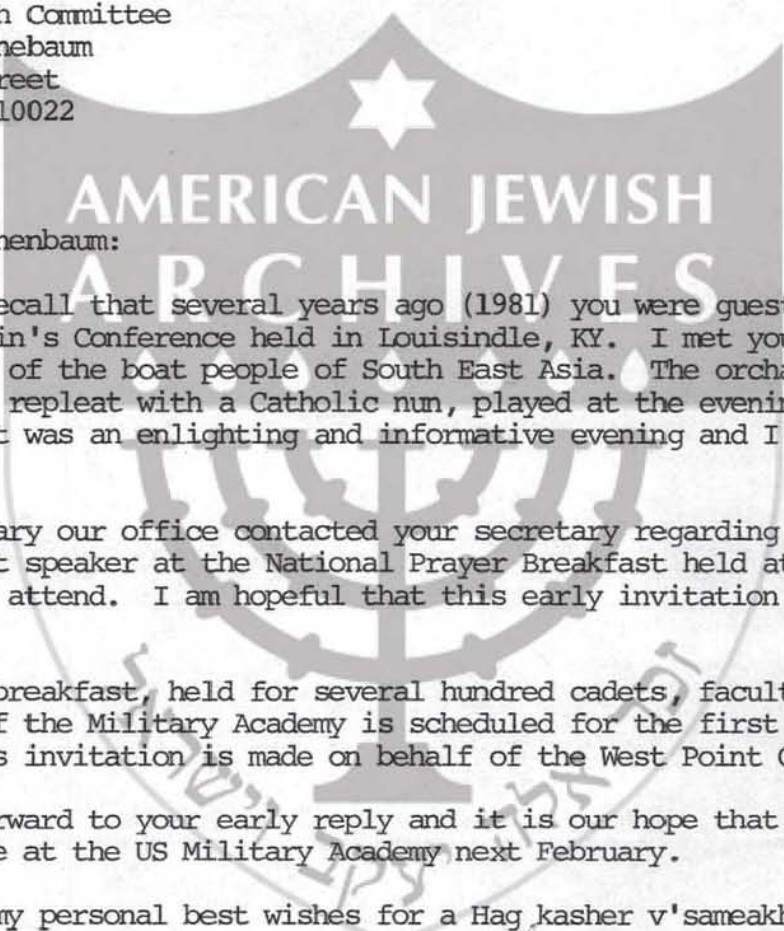 h Committee
nebaum
reet
10022
AMERICAN JEWISH
ARCHIVES
nenbaum:
ecall that several years ago (1981) you were gues
in's Conference held in Louisindle, KY. I met you
of the boat people of South East Asia. The orcha
repleat with a Catholic nun, played at the evenin
t was an enlighting and informative evening and I
ary our office contacted your secretary regarding
t speaker at the National Prayer Breakfast held at
attend. I am hopeful that this early invitation
breakfast, held for several hundred cadets, facult
f the Military Academy is scheduled for the first
s invitation is made on behalf of the West Point C
rward to your early reply and it is our hope that
e at the US Military Academy next February.
my personal best wishes for a Hag kasher v'sameakh